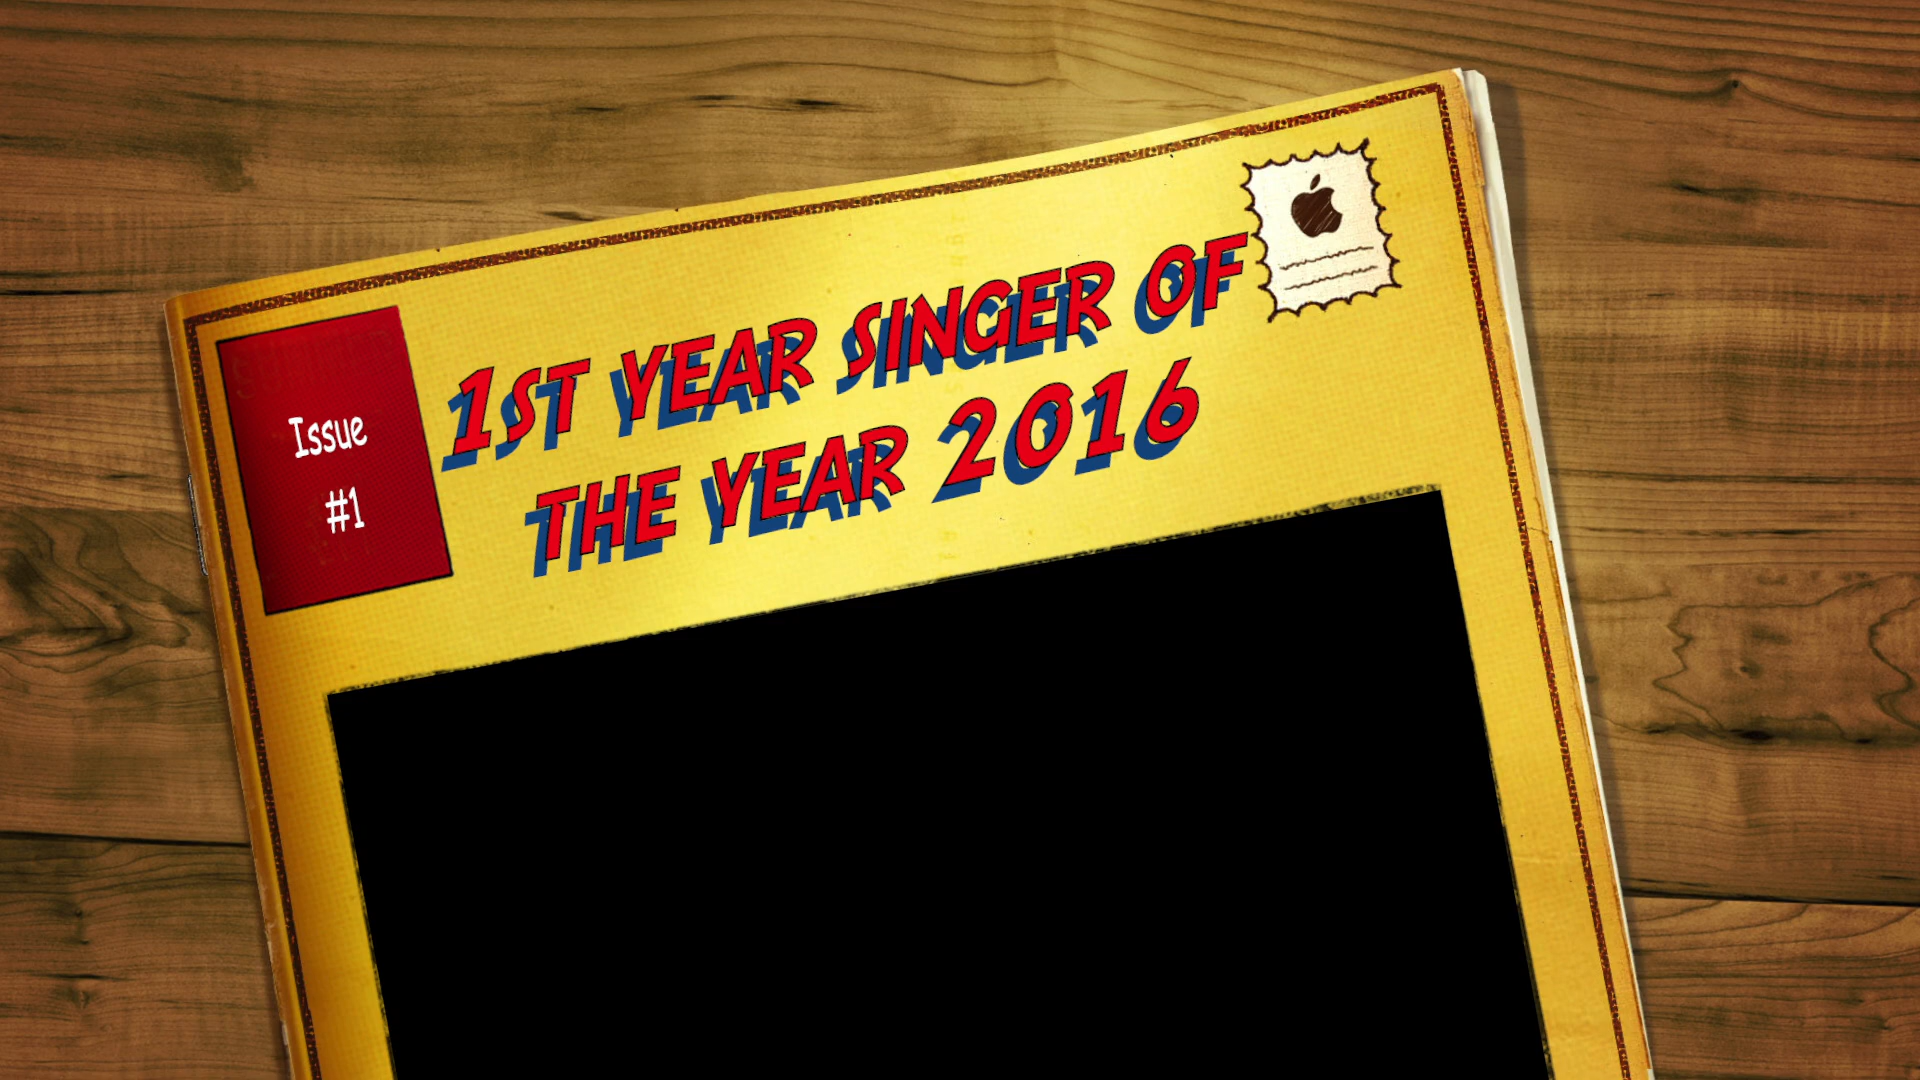 Issue
#1
1ST YEAR SINGER OF
THE YEAR 2016